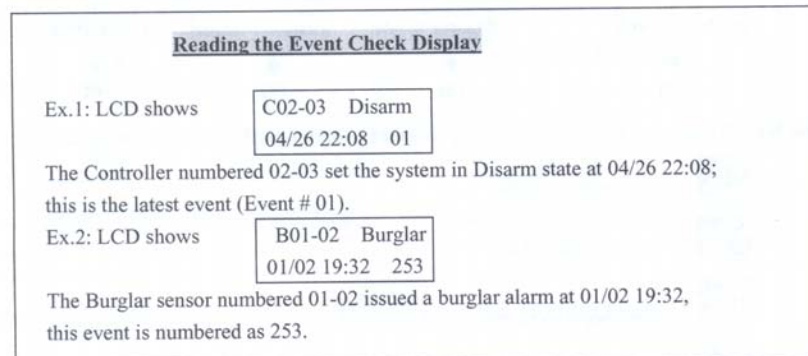 Reading the Event Check Display
Ex.1: LCD shows
C02-03 Disarm
04/26 22:08 01
The Controller numbered 02-03 set the system in Disarm state at 04/26 22:08;
this is the latest event (Event # 01).
Ex.2: LCD shows
B01-02 Burglar
01/02 19:32 253
The Burglar sensor numbered 01-02 issued a burglar alarm at 01/02 19:32,
this event is numbered as 253.